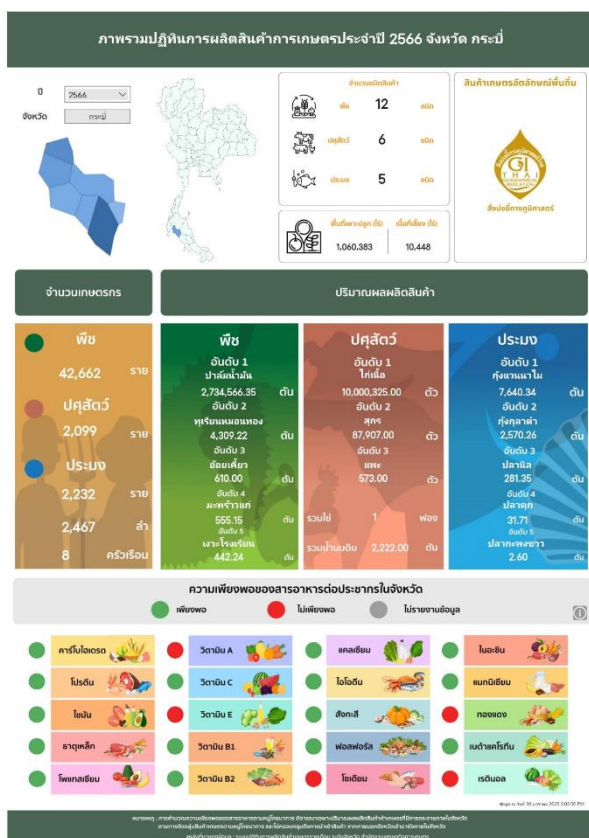 ภาพรวมปฏิทินการผลิตสินค้าการเกษตรประจำปี 2566 จังหวัด กระบี่
ปี 2566
จังหวัด กระบี่
จำนวนชนิดสินค้า
พืช 12 ชนิด
ปศุสัตว์ 6 ชนิด
ประมง 5 ชนิด
พื้นที่เพาะปลูก (ไร่) เนื้อที่เลี้ยง (ไร่)
1,060,383 10,448
สินค้าเกษตรอัตลักษณ์พื้นถิ่น
GI
THAI
สิ่งบ่งชี้ทางภูมิศาสตร์
จำนวนเกษตรกร
พืช
42,662 ราย
ปศุสัตว์
2,099 ราย
ประมง
2,232 ราย
2,467 ลำ
8 ครัวเรือน
ปริมาณผลผลิตสินค้า
พืช
อันดับ 1
ปาล์มน้ำมัน
2,734,566.35 ตัน
อันดับ 2
ทุเรียนหมอนทอง
4,309.22 ตัน
อันดับ 3
อ้อยเคี้ยว
610.00 ตัน
อันดับ 4
มะพร้าวแก่
555.15 ตัน
อันดับ 5
เงาะโรงเรียน
442.24 ตัน
ปศุสัตว์
อันดับ 1
ไก่เนื้อ
10,000,325.00 ตัว
อันดับ 2
สุกร
87,907.00 ตัว
อันดับ 3
แพะ
573.00 ตัว
รวมไข่ 1 ฟอง
รวมน้ำนมดิบ 2,222.00 ตัน
ประมง
อันดับ 1
กุ้งแวนนาไม
7,640.34 ตัน
อันดับ 2
กุ้งกุลาดำ
2,570.26 ตัน
อันดับ 3
ปลานิล
281.35 ตัน
อันดับ 4
ปลาดุก
31.71 ตัน
อันดับ 5
ปลากะพงขาว
2.60 ตัน
ความเพียงพอของสารอาหารต่อประชากรในจังหวัด
เพียงพอ ไม่เพียงพอ ไม่รายงานข้อมูล
คาร์โบไฮเดรต วิตามิน A แคลเซียม ไนอะซิน
โปรตีน วิตามิน C ไอโอดีน แมกนีเซียม
ไขมัน วิตามิน E สังกะสี ทองแดง
ธาตุเหล็ก วิตามิน B1 ฟอสฟอรัส เบต้าแคโรทีน
โพแทสเซียม วิตามิน B2 โซเดียม เรตินอล